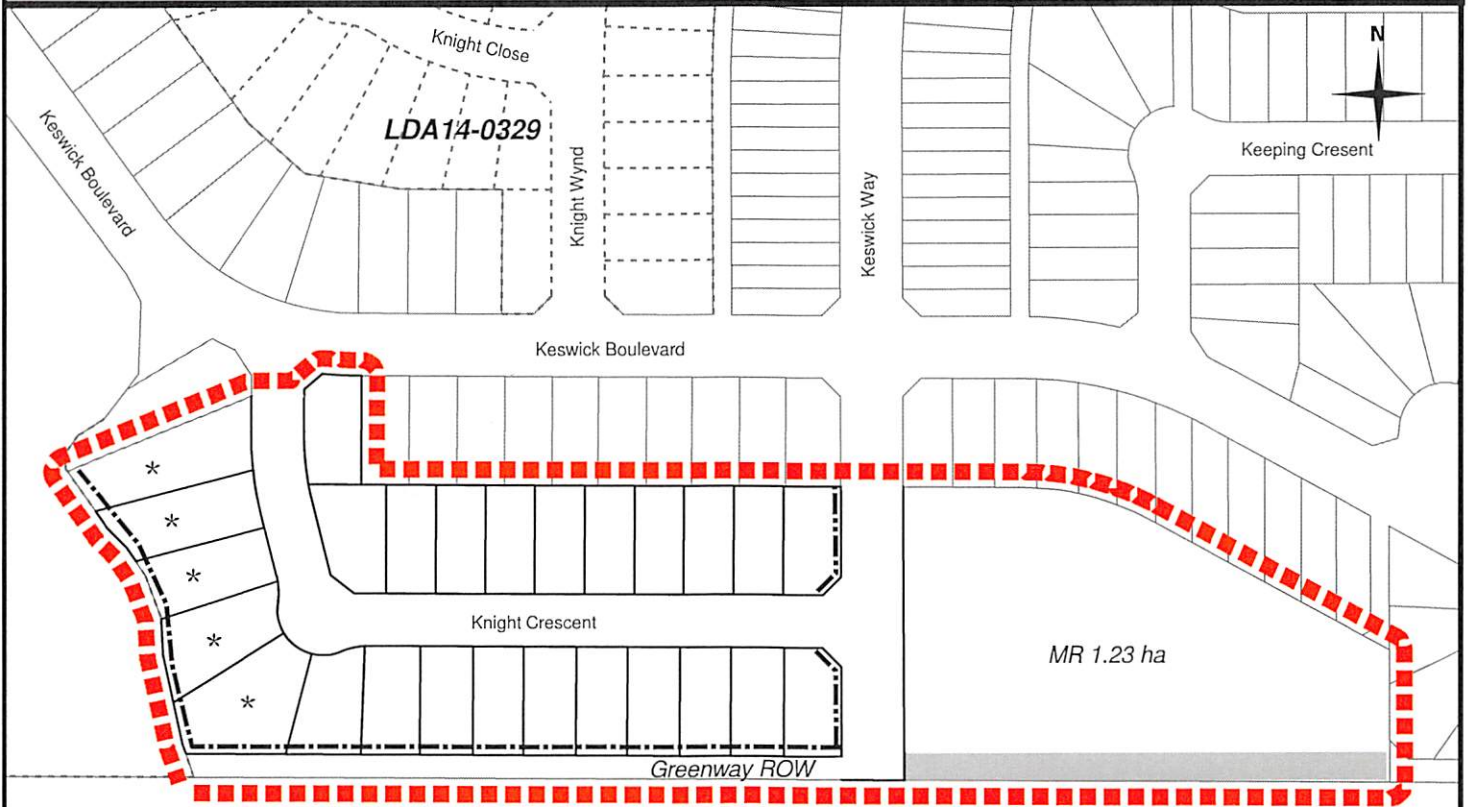 Knight Close
N
Keswick Boulevard
LDA14-0329
Knight Wynd
Keswick Way
Keeping Cresent
Keswick Boulevard
*
*
*
*
*
Knight Crescent
MR 1.23 ha
Greenway ROW